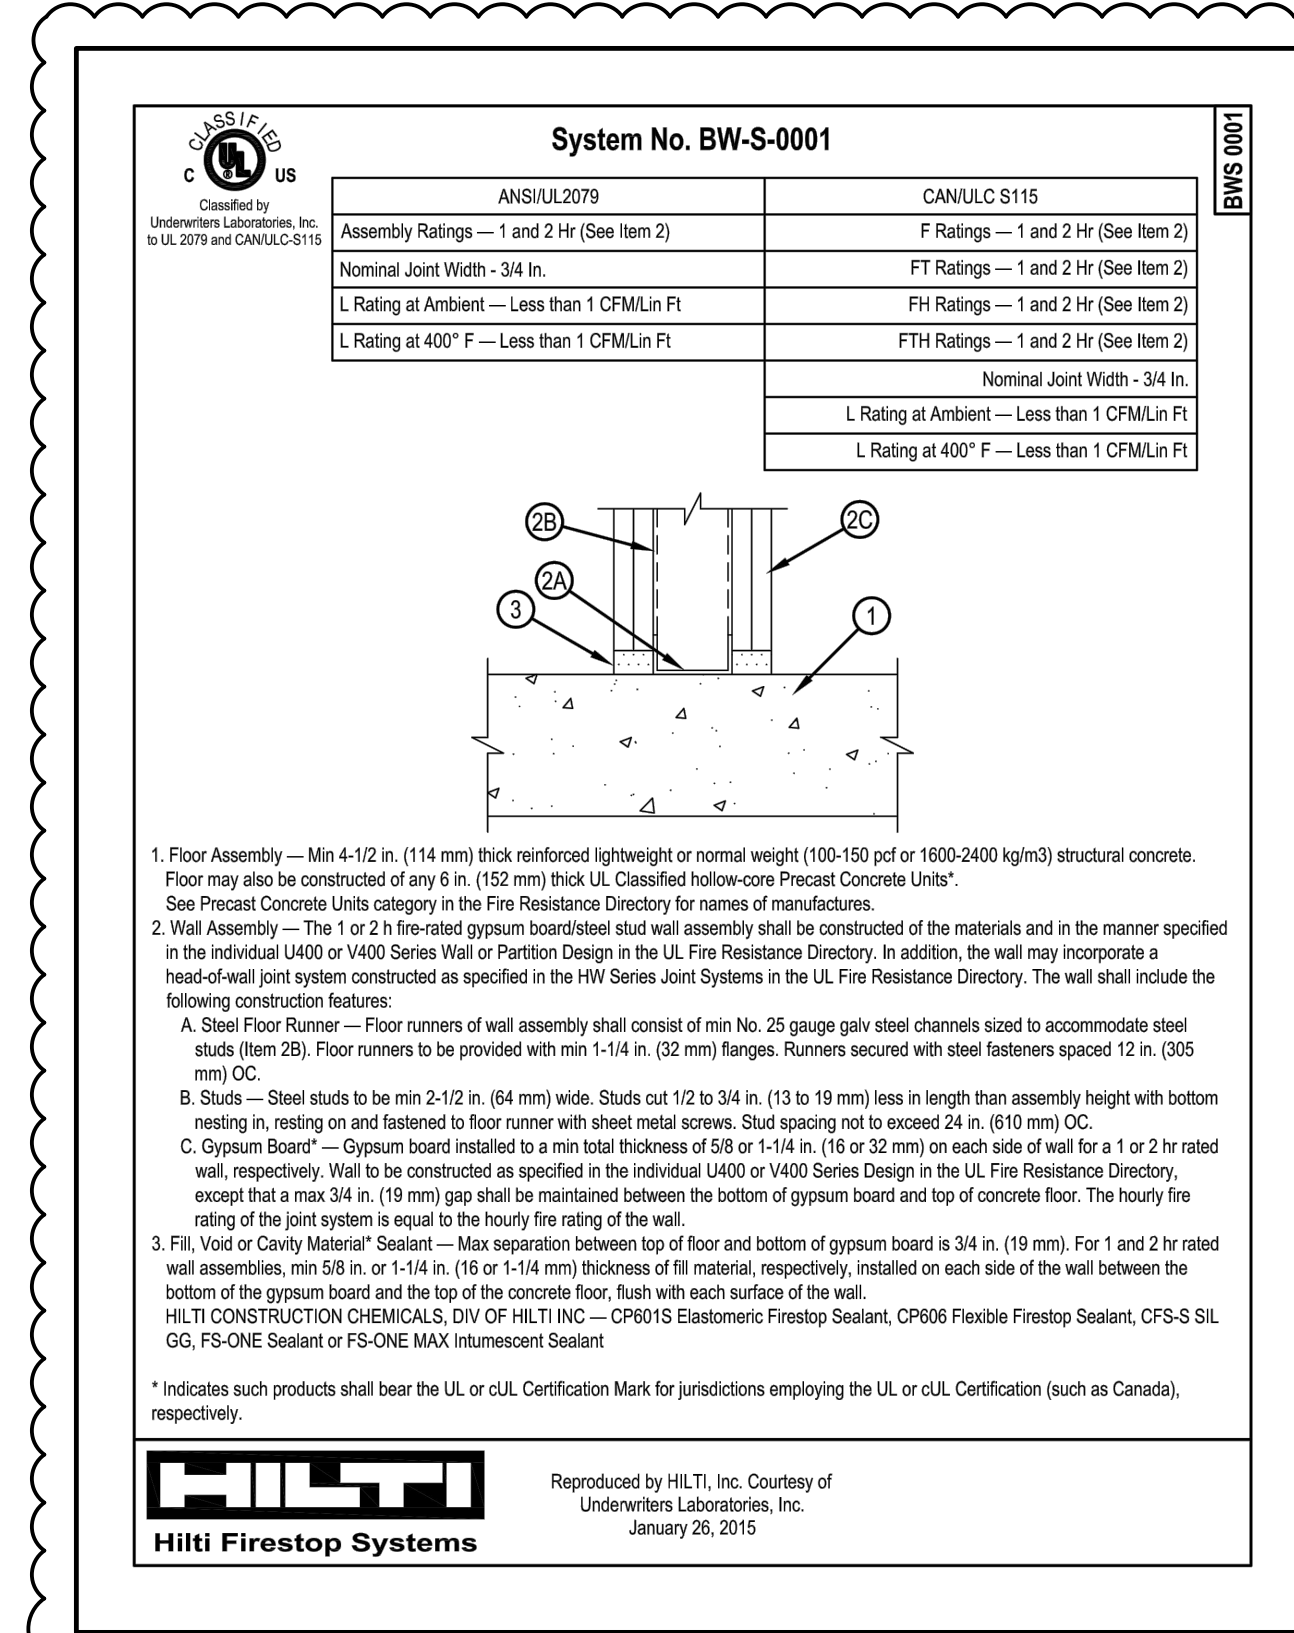 CLASSIFIED
C UL ® US
Classified by
Underwriters Laboratories, Inc.
to UL 2079 and CAN/ULC-S115
System No. BW-S-0001
BWS 0001
ANSI/UL2079 CAN/ULC S115
Assembly Ratings — 1 and 2 Hr (See Item 2) F Ratings — 1 and 2 Hr (See Item 2)
Nominal Joint Width - 3/4 In. FT Ratings — 1 and 2 Hr (See Item 2)
L Rating at Ambient — Less than 1 CFM/Lin Ft FH Ratings — 1 and 2 Hr (See Item 2)
L Rating at 400° F — Less than 1 CFM/Lin Ft FTH Ratings — 1 and 2 Hr (See Item 2)
Nominal Joint Width - 3/4 In.
L Rating at Ambient — Less than 1 CFM/Lin Ft
L Rating at 400° F — Less than 1 CFM/Lin Ft
2B
2C
2A
3
1
1. Floor Assembly — Min 4-1/2 in. (114 mm) thick reinforced lightweight or normal weight (100-150 pcf or 1600-2400 kg/m3) structural concrete.
Floor may also be constructed of any 6 in. (152 mm) thick UL Classified hollow-core Precast Concrete Units*.
See Precast Concrete Units category in the Fire Resistance Directory for names of manufactures.
2. Wall Assembly — The 1 or 2 h fire-rated gypsum board/steel stud wall assembly shall be constructed of the materials and in the manner specified
in the individual U400 or V400 Series Wall or Partition Design in the UL Fire Resistance Directory. In addition, the wall may incorporate a
head-of-wall joint system constructed as specified in the HW Series Joint Systems in the UL Fire Resistance Directory. The wall shall include the
following construction features:
A. Steel Floor Runner — Floor runners of wall assembly shall consist of min No. 25 gauge galv steel channels sized to accommodate steel
studs (Item 2B). Floor runners to be provided with min 1-1/4 in. (32 mm) flanges. Runners secured with steel fasteners spaced 12 in. (305
mm) OC.
B. Studs — Steel studs to be min 2-1/2 in. (64 mm) wide. Studs cut 1/2 to 3/4 in. (13 to 19 mm) less in length than assembly height with bottom
nesting in, resting on and fastened to floor runner with sheet metal screws. Stud spacing not to exceed 24 in. (610 mm) OC.
C. Gypsum Board* — Gypsum board installed to a min total thickness of 5/8 or 1-1/4 in. (16 or 32 mm) on each side of wall for a 1 or 2 hr rated
wall, respectively. Wall to be constructed as specified in the individual U400 or V400 Series Design in the UL Fire Resistance Directory,
except that a max 3/4 in. (19 mm) gap shall be maintained between the bottom of gypsum board and top of concrete floor. The hourly fire
rating of the joint system is equal to the hourly fire rating of the wall.
3. Fill, Void or Cavity Material* Sealant — Max separation between top of floor and bottom of gypsum board is 3/4 in. (19 mm). For 1 and 2 hr rated
wall assemblies, min 5/8 in. or 1-1/4 in. (16 or 1-1/4 mm) thickness of fill material, respectively, installed on each side of the wall between the
bottom of the gypsum board and the top of the concrete floor, flush with each surface of the wall.
HILTI CONSTRUCTION CHEMICALS, DIV OF HILTI INC — CP601S Elastomeric Firestop Sealant, CP606 Flexible Firestop Sealant, CFS-S SIL
GG, FS-ONE Sealant or FS-ONE MAX Intumescent Sealant
* Indicates such products shall bear the UL or cUL Certification Mark for jurisdictions employing the UL or cUL Certification (such as Canada),
respectively.
HILTI
Hilti Firestop Systems
Reproduced by HILTI, Inc. Courtesy of
Underwriters Laboratories, Inc.
January 26, 2015